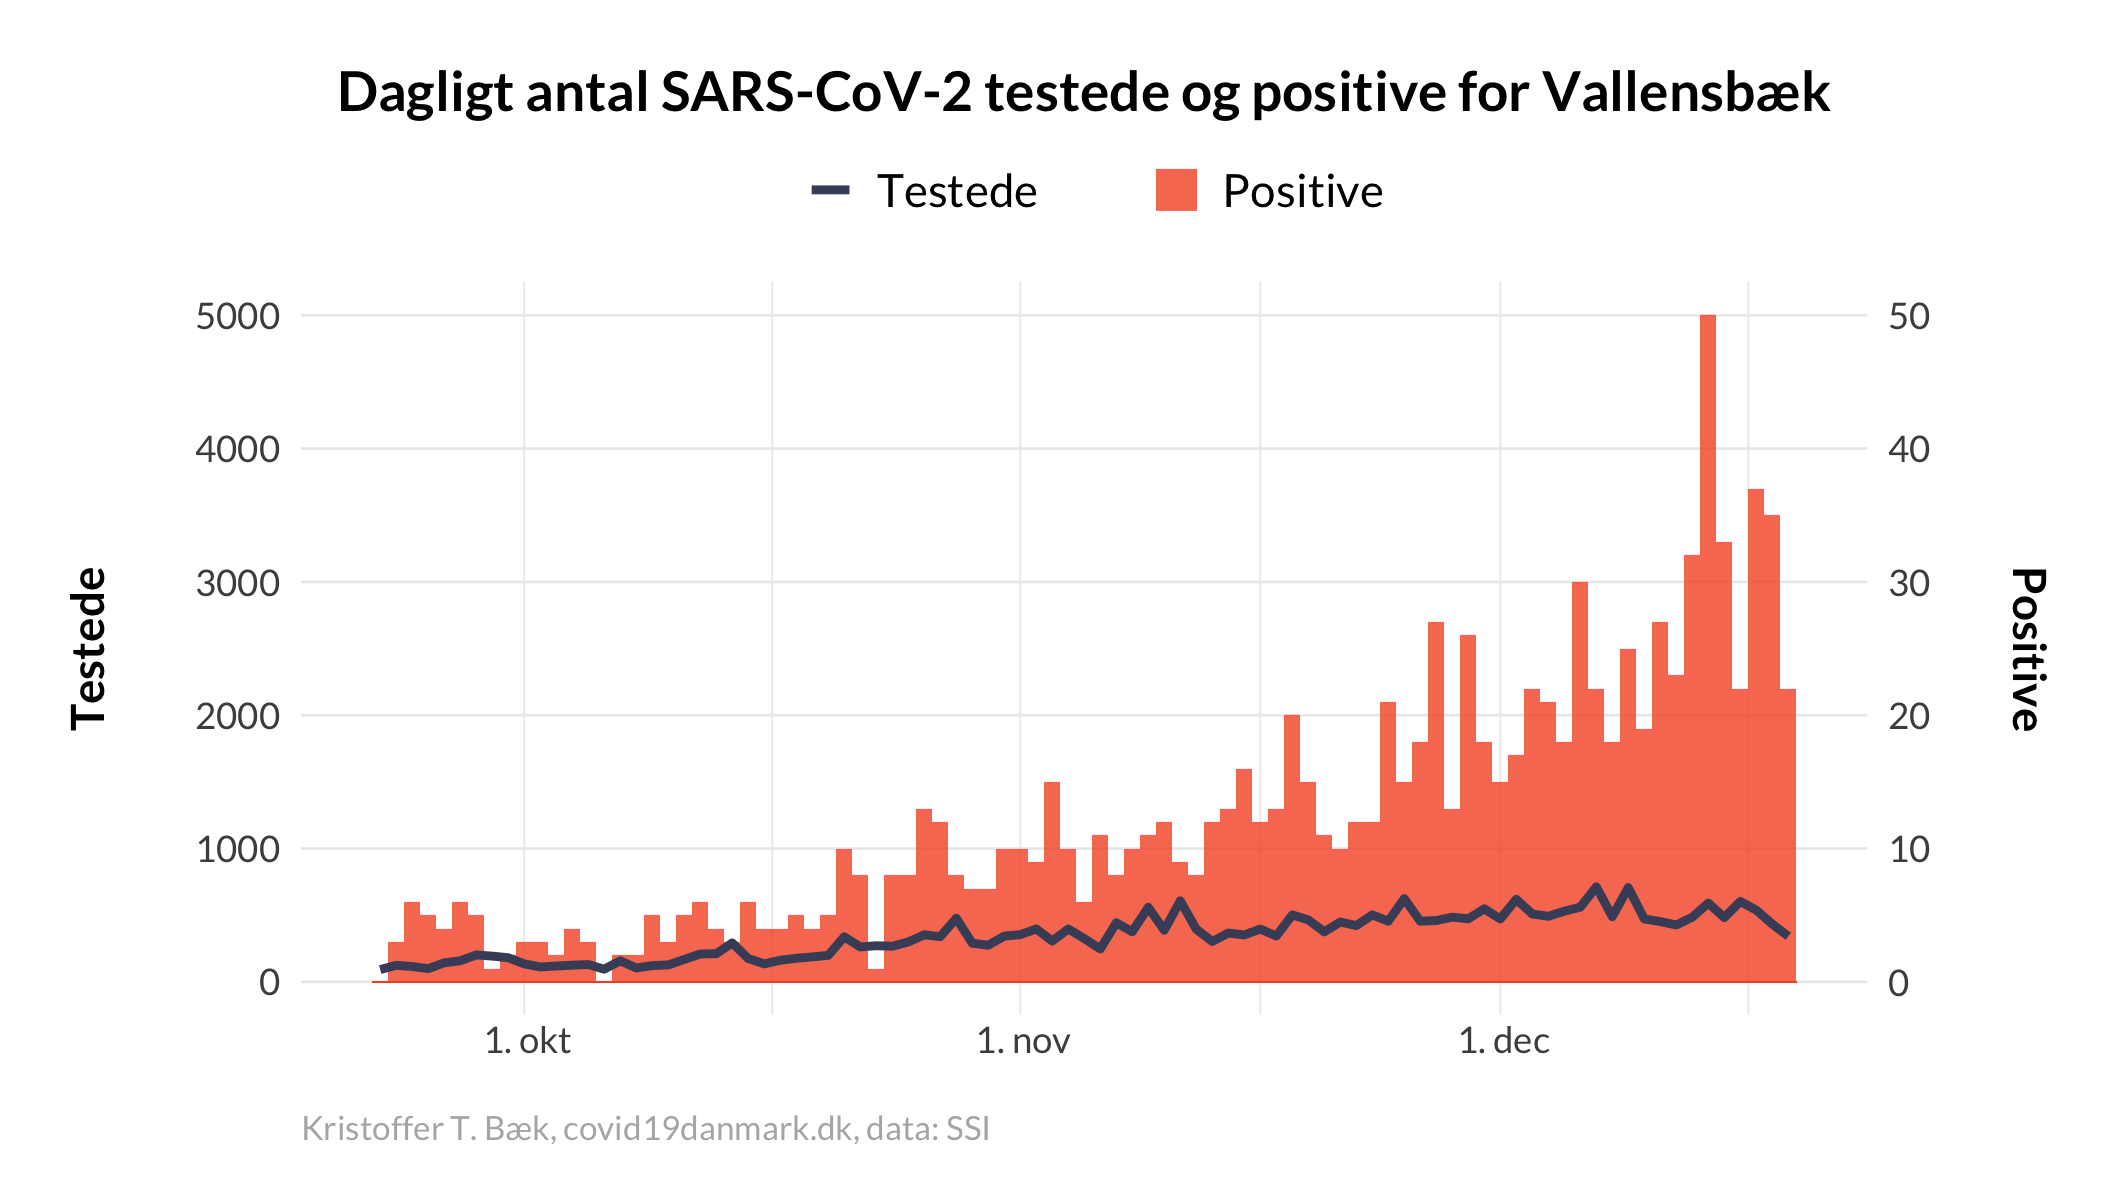 Dagligt antal SARS-CoV-2 testede og positive for Vallensbæk
Testede
Positive
5000
4000
3000
2000
1000
0
50
40
30
20
10
0
Testede
Positive
1. okt
1. nov
1. dec
Kristoffer T. Bæk, covid19danmark.dk, data: SSI